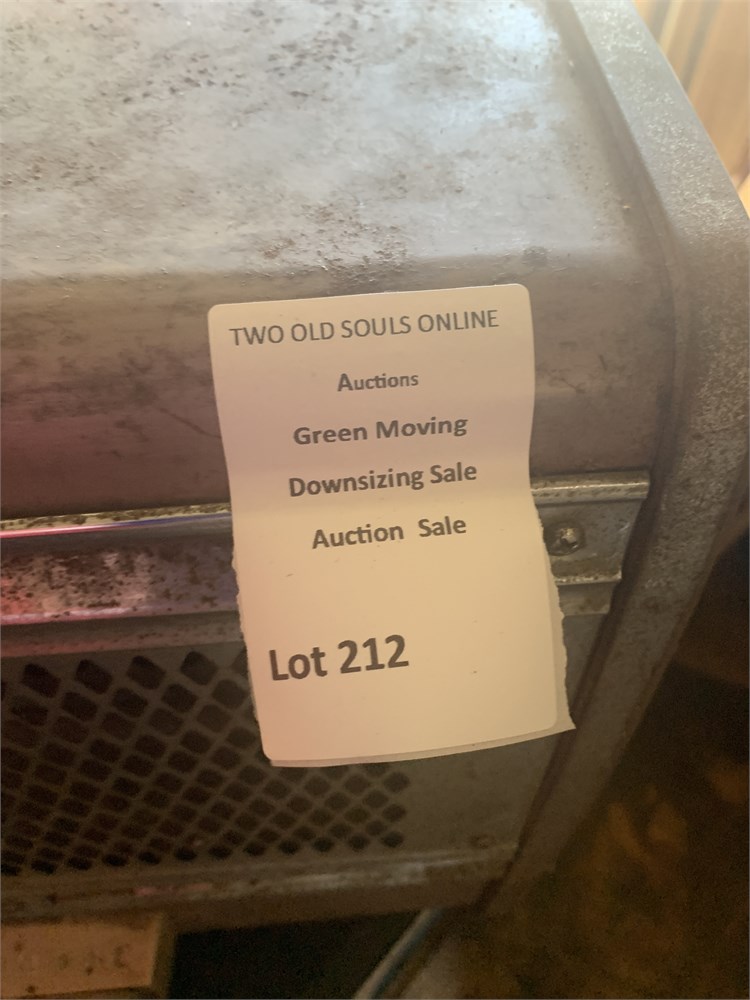 TWO OLD SOULS ONLINE
Auctions
Green Moving
Downsizing Sale
Auction Sale
Lot 212